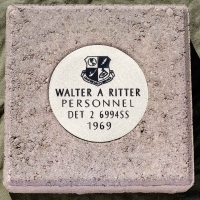 WALTER A RITTER
PERSONNEL
DET 2 6994SS
1969